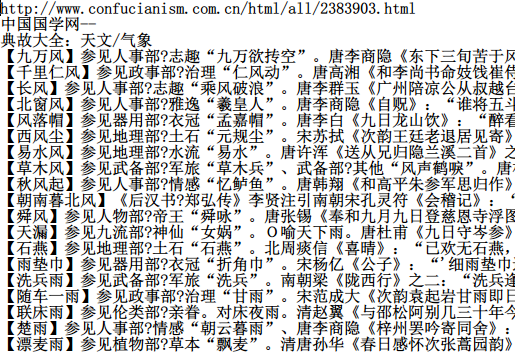 http://www.confucianism.com.cn/html/all/2383903.html
中国国学网--
典故大全：天文/气象
【九万风】参见人事部?志趣“九万欲抟空”。唐李商隐《东下三旬苦于风
【千里仁风】参见政事部?治理“仁风动”。唐高湘《和李尚书命妓饯崔侍
【长风】参见人事部?志趣“乘风破浪”。唐李群玉《广州陪凉公从叔越台
【北窗风】参见人事部?雅逸“羲皇人”。唐李商隐《自贶》：“谁将五斗
【风落帽】参见器用部?衣冠“孟嘉帽”。唐李白《九日龙山饮》：“醉看
【西风尘】参见地理部?土石“元规尘”。宋苏拭《次韵王廷老退居见寄》
【易水风】参见地理部?水流“易水”。唐许浑《送从兄归隐兰溪二首》之
【草木风】参见武备部?军旅“草木兵”、武备部?其他“风声鹤唳”。唐
【秋风起】参见人事部?情感“忆鲈鱼”。唐韩翔《和高平朱参军思归作》
【朝南暮北风】《后汉书?郑弘传》李贤注引南朝宋孔灵符《会稽记》：“
【舜风】参见人物部?帝王“舜咏”。唐张锡《奉和九月九日登慈恩寺浮图
【天漏】参见九流部?神仙“女娲”。Ｏ喻天下雨。唐杜甫《九日守岑参》
【石燕】参见地理部?土石“石燕”。北周痰信《喜晴》：“已欢无石燕，
【雨垫巾】参见器用部?衣冠“折角巾”。宋杨亿《公子》：“'细雨垫巾
【洗兵雨】参见武备部?军旅“洗兵”。南朝梁《陇西行》之二：“洗兵逢
【随车一雨】参见政事部?治理“甘雨”。宋范成大《次韵袁起岩甘雨即日
【联床雨】参见伦类部?亲眷。对床夜雨。清赵翼《与邵松阿别几三十年今
【楚雨】参见人事部?情感“朝云暮雨”、唐李商隐《梓州罢吟寄同舍》：
【漂麦雨】参见植物部?草本“飘麦”。清唐孙华《春日感怀次张蒿园韵》